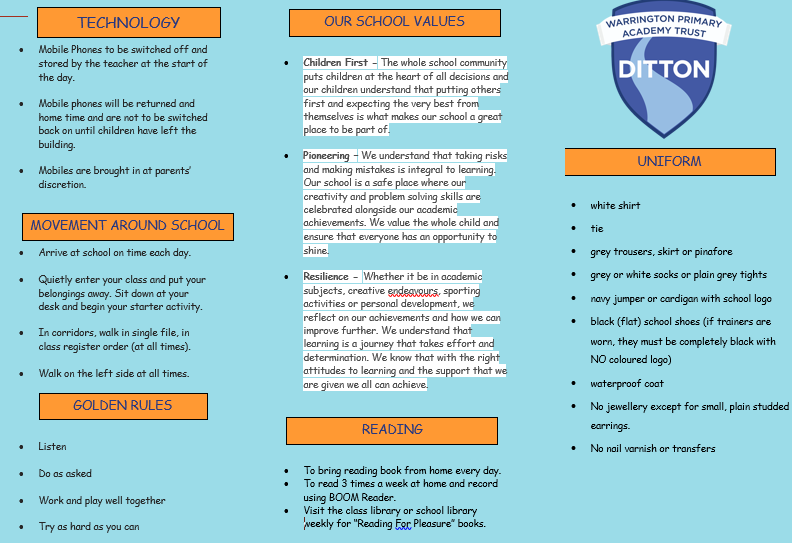 TECHNOLOGY
• Mobile Phones to be switched off and
stored by the teacher at the start of
the day.
• Mobile phones will be returned and
home time and are not to be switched
back on until children have left the
building.
• Mobiles are brought in at parents'
discretion.
MOVEMENT AROUND SCHOOL
• Arrive at school on time each day.
• Quietly enter your class and put your
belongings away. Sit down at your
desk and begin your starter activity.
• In corridors, walk in single file, in
class register order (at all times).
• Walk on the left side at all times.
GOLDEN RULES
• Listen
• Do as asked
• Work and play well together
• Try as hard as you can
OUR SCHOOL VALUES
• Children First – The whole school community
puts children at the heart of all decisions and
our children understand that putting others
first and expecting the very best from
themselves is what makes our school a great
place to be part of.
• Pioneering – We understand that taking risks
and making mistakes is integral to learning.
Our school is a safe place where our
creativity and problem solving skills are
celebrated alongside our academic
achievements. We value the whole child and
ensure that everyone has an opportunity to
shine.
• Resilience – Whether it be in academic
subjects, creative endeavours, sporting
activities or personal development, we
reflect on our achievements and how we can
improve further. We understand that
learning is a journey that takes effort and
determination. We know that with the right
attitudes to learning and the support that we
are given we all can achieve.
READING
• To bring reading book from home every day.
• To read 3 times a week at home and record
using BOOM Reader.
• Visit the class library or school library
weekly for "Reading For Pleasure" books.
WARRINGTON PRIMARY
ACADEMY TRUST
DITTON
UNIFORM
• white shirt
• tie
• grey trousers, skirt or pinafore
• grey or white socks or plain grey tights
• navy jumper or cardigan with school logo
• black (flat) school shoes (if trainers are
worn, they must be completely black with
NO coloured logo)
• waterproof coat
• No jewellery except for small, plain studded
earrings.
• No nail varnish or transfers